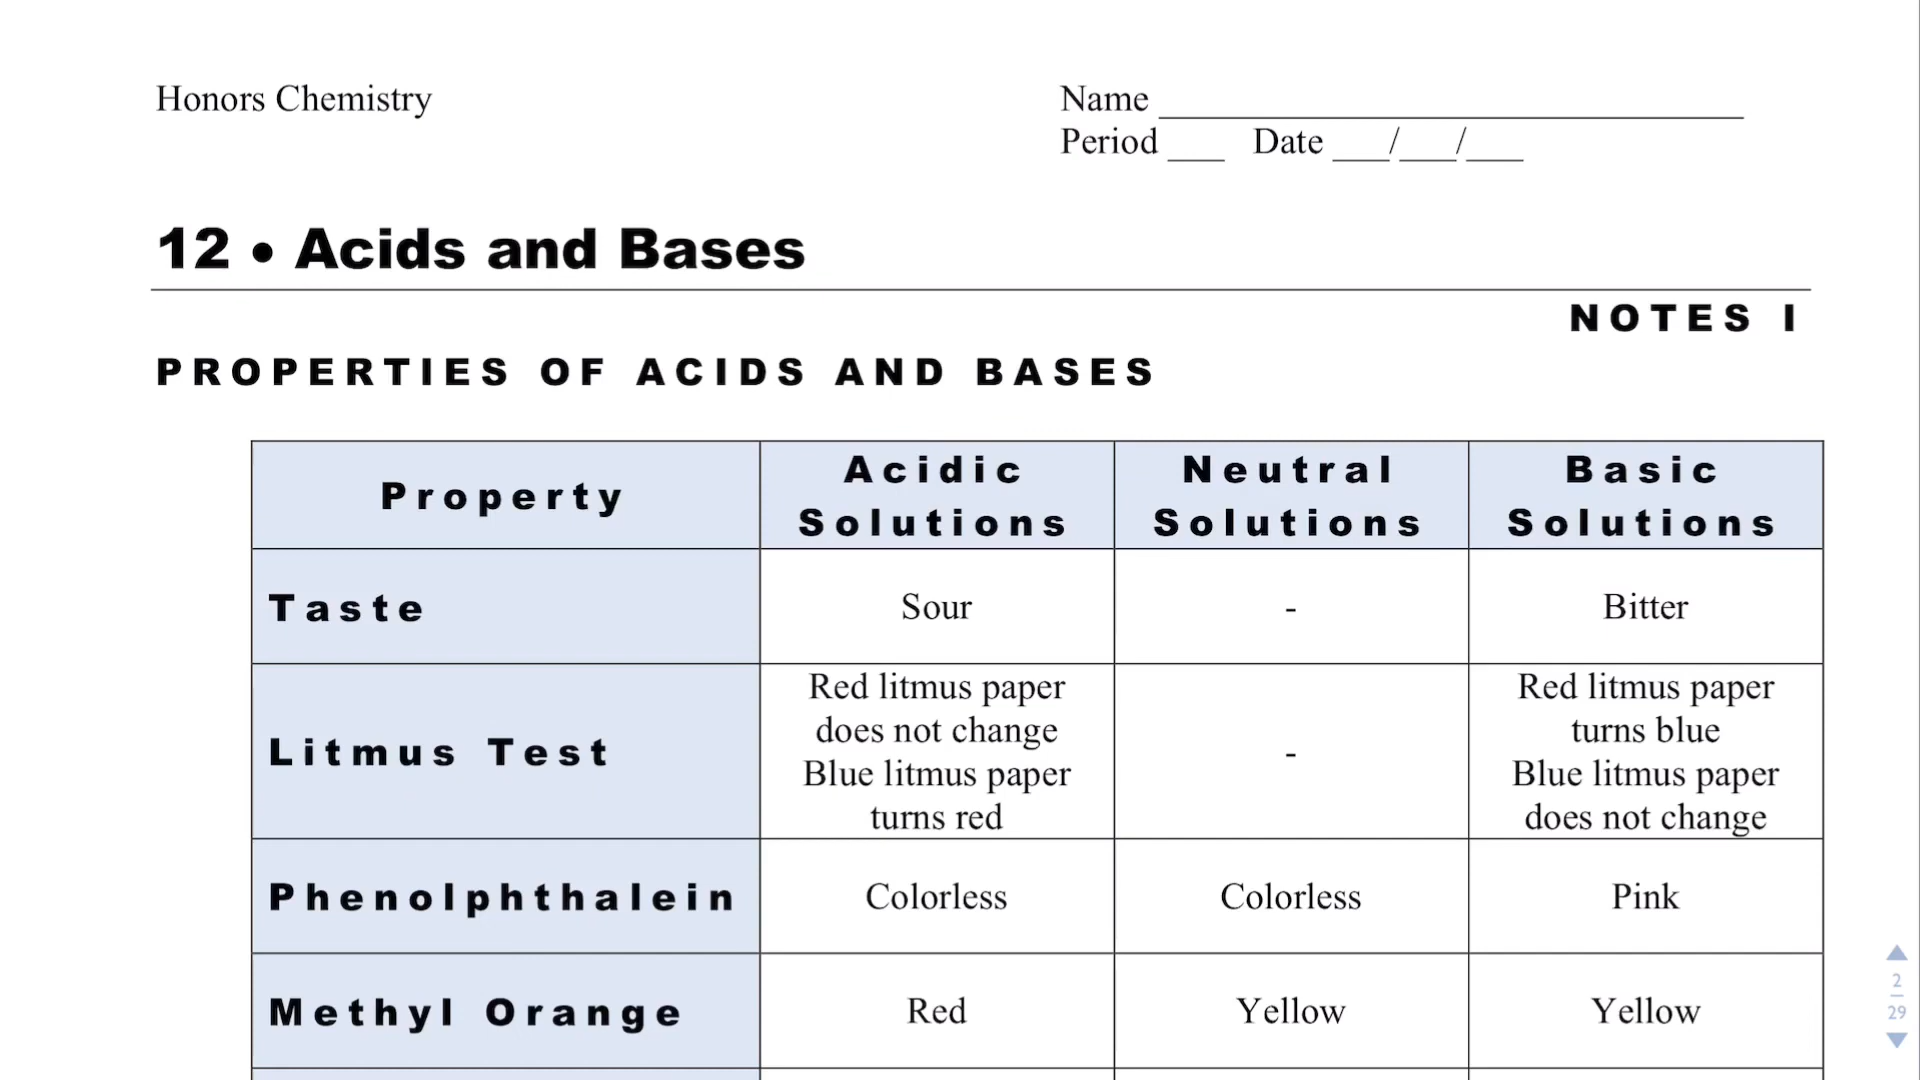 Honors Chemistry
Name
Period Date / /
12 • Acids and Bases
NOTES I
PROPERTIES OF ACIDS AND BASES
Property
Acidic
Solutions
Neutral
Solutions
Basic
Solutions
Taste
Sour
-
Bitter
Litmus Test
Red litmus paper
does not change
Blue litmus paper
turns red
-
Red litmus paper
turns blue
Blue litmus paper
does not change
Phenolphthalein
Colorless
Colorless
Pink
Methyl Orange
Red
Yellow
Yellow
2
29